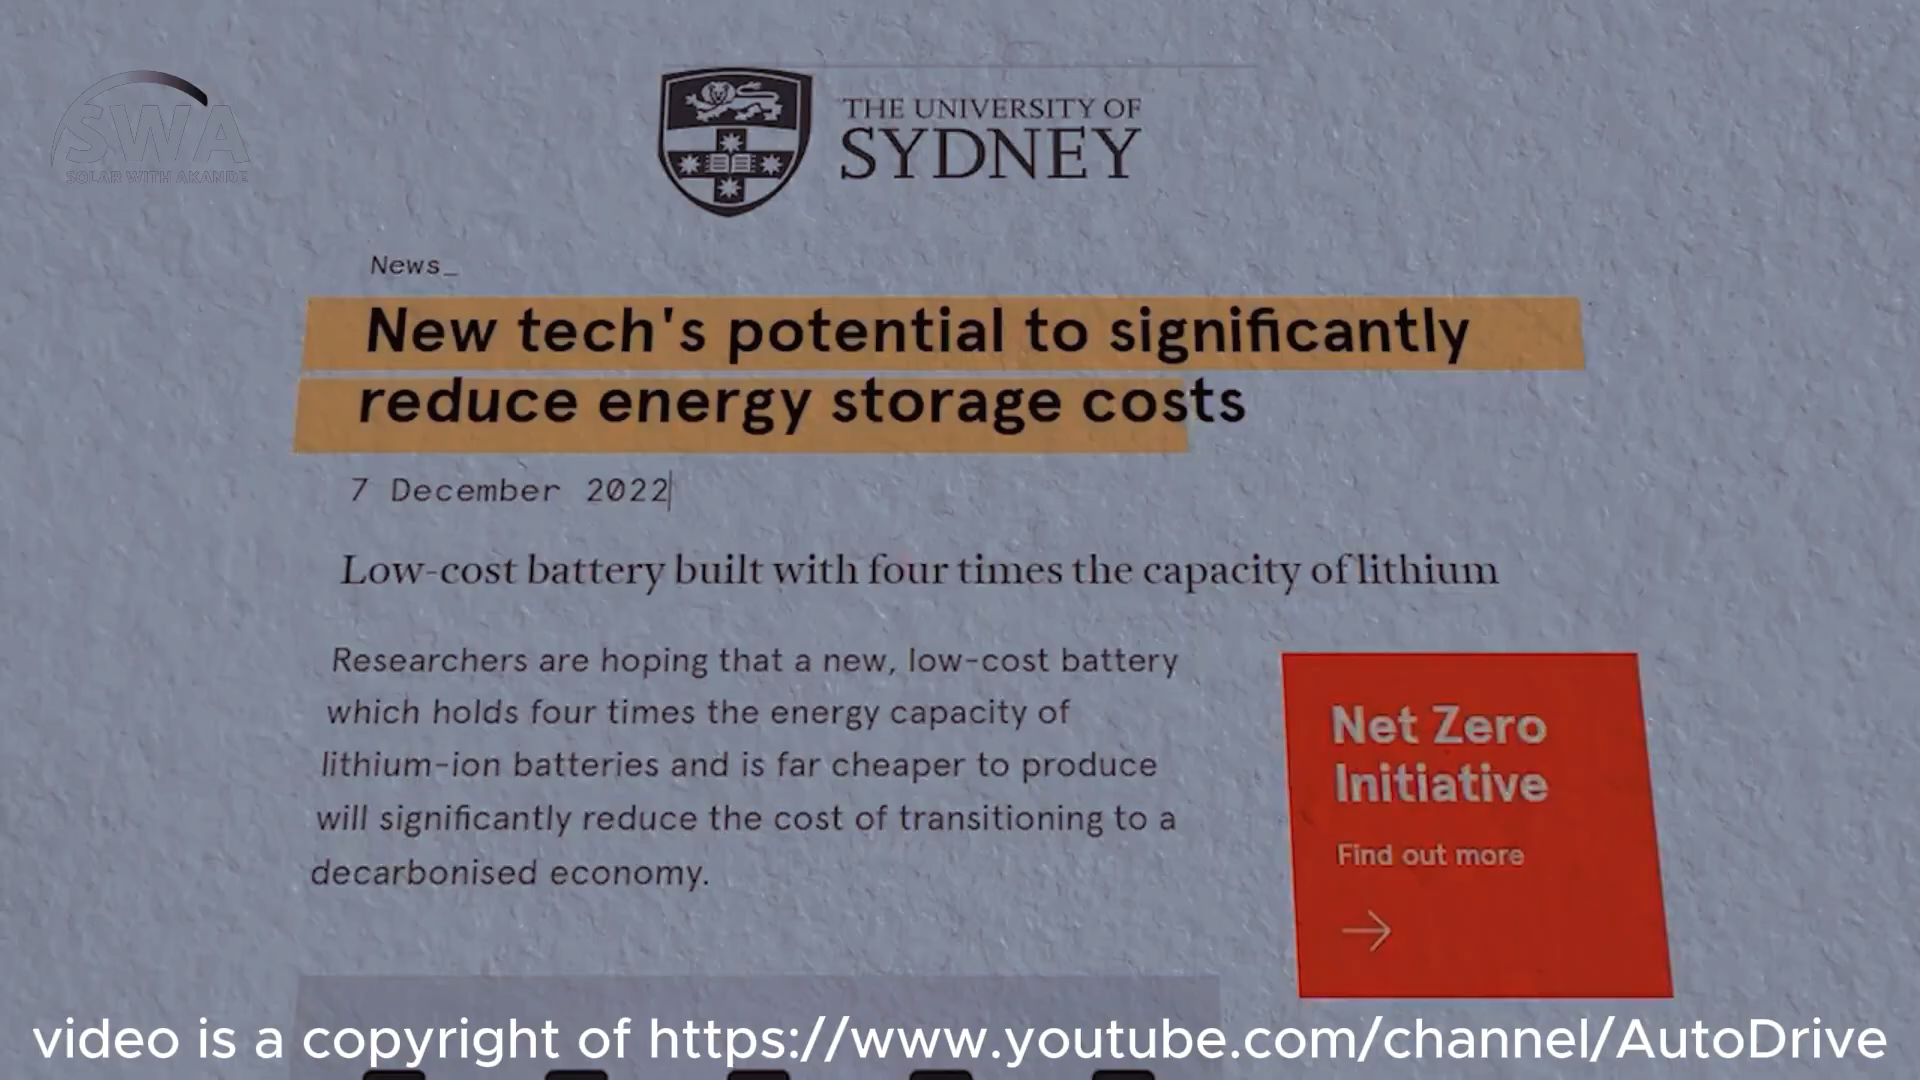 SWA
SOLAR WITH AKANDE
THE UNIVERSITY OF
SYDNEY
News_
New tech's potential to significantly
reduce energy storage costs
7 December 2022
Low-cost battery built with four times the capacity of lithium
Researchers are hoping that a new, low-cost battery
which holds four times the energy capacity of
lithium-ion batteries and is far cheaper to produce
will significantly reduce the cost of transitioning to a
decarbonised economy.
Net Zero
Initiative
Find out more
video is a copyright of https://www.youtube.com/channel/AutoDrive